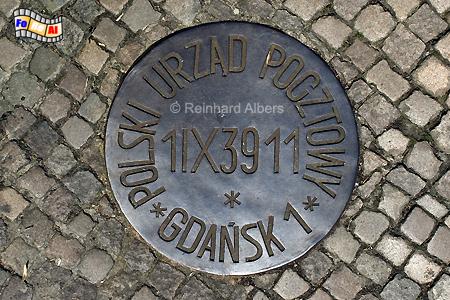 Fo Al
POLSKI URZĄD POCZTOWY
© Reinhard Albers
1IX3911
*
* GDAŃSK 1 *